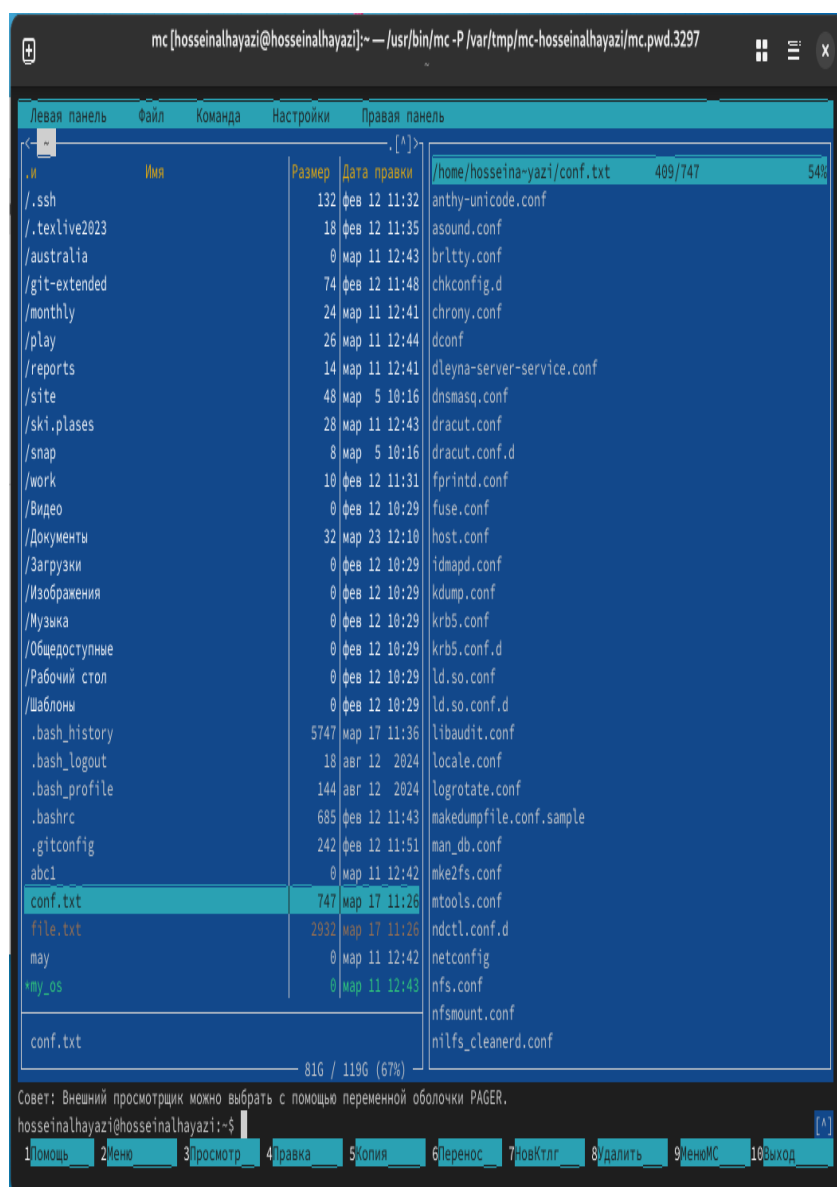 mc [hosseinalhayazi@hosseinalhayazi]:~ — /usr/bin/mc -P /var/tmp/mc-hosseinalhayazi/mc.pwd.3297
~
Левая панель Файл Команда Настройки Правая панель
<─ ~ .[^]>
.и Имя Размер Дата правки
/.ssh 132 фев 12 11:32
/.texlive2023 18 фев 12 11:35
/australia 0 мар 11 12:43
/git-extended 74 фев 12 11:48
/monthly 24 мар 11 12:41
/play 26 мар 11 12:44
/reports 14 мар 11 12:41
/site 48 мар 5 10:16
/ski.plases 28 мар 11 12:43
/snap 8 мар 5 10:16
/work 10 фев 12 11:31
/Видео 0 фев 12 10:29
/Документы 32 мар 23 12:10
/Загрузки 0 фев 12 10:29
/Изображения 0 фев 12 10:29
/Музыка 0 фев 12 10:29
/Общедоступные 0 фев 12 10:29
/Рабочий стол 0 фев 12 10:29
/Шаблоны 0 фев 12 10:29
.bash_history 5747 мар 17 11:36
.bash_logout 18 авг 12 2024
.bash_profile 144 авг 12 2024
.bashrc 685 фев 12 11:43
.gitconfig 242 фев 12 11:51
abc1 0 мар 11 12:42
conf.txt 747 мар 17 11:26
file.txt 2932 мар 17 11:26
may 0 мар 11 12:42
*my_os 0 мар 11 12:43
conf.txt
81G / 119G (67%)
/home/hosseina~yazi/conf.txt 409/747 54%
anthy-unicode.conf
asound.conf
brltty.conf
chkconfig.d
chrony.conf
dconf
dleyna-server-service.conf
dnsmasq.conf
dracut.conf
dracut.conf.d
fprintd.conf
fuse.conf
host.conf
idmapd.conf
kdump.conf
krb5.conf
krb5.conf.d
ld.so.conf
ld.so.conf.d
libaudit.conf
locale.conf
logrotate.conf
makedumpfile.conf.sample
man_db.conf
mke2fs.conf
mtools.conf
ndctl.conf.d
netconfig
nfs.conf
nfsmount.conf
nilfs_cleanerd.conf
Совет: Внешний просмотрщик можно выбрать с помощью переменной оболочки PAGER.
hosseinalhayazi@hosseinalhayazi:~$ [^]
1Помощь 2Меню 3Просмотр 4Правка 5Копия 6Перенос 7НовКтлг 8Удалить 9МенюМС 10Выход